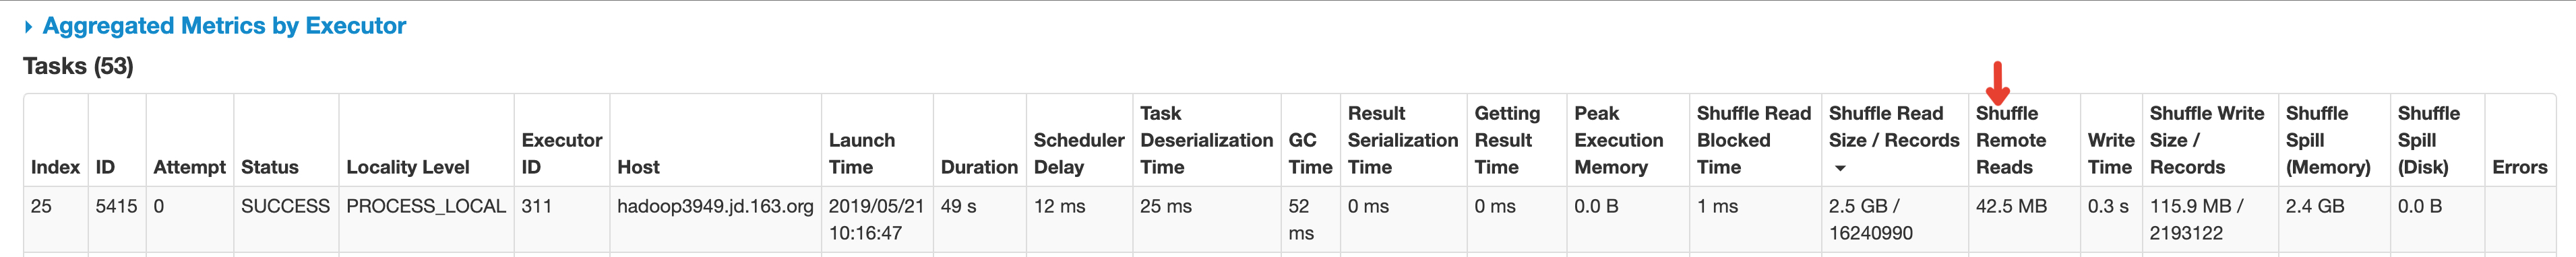 Aggregated Metrics by Executor
Tasks (53)
Index ID Attempt Status Locality Level Executor ID Host Launch Time Duration Scheduler Delay Task Deserialization Time GC Time Result Serialization Time Getting Result Time Peak Execution Memory Shuffle Read Blocked Time Shuffle Read Size / Records Shuffle Remote Reads Write Time Shuffle Write Size / Records Shuffle Spill (Memory) Shuffle Spill (Disk) Errors
25 5415 0 SUCCESS PROCESS_LOCAL 311 hadoop3949.jd.163.org 2019/05/21 10:16:47 49 s 12 ms 25 ms 52 ms 0 ms 0 ms 0.0 B 1 ms 2.5 GB / 16240990 42.5 MB 0.3 s 115.9 MB / 2193122 2.4 GB 0.0 B